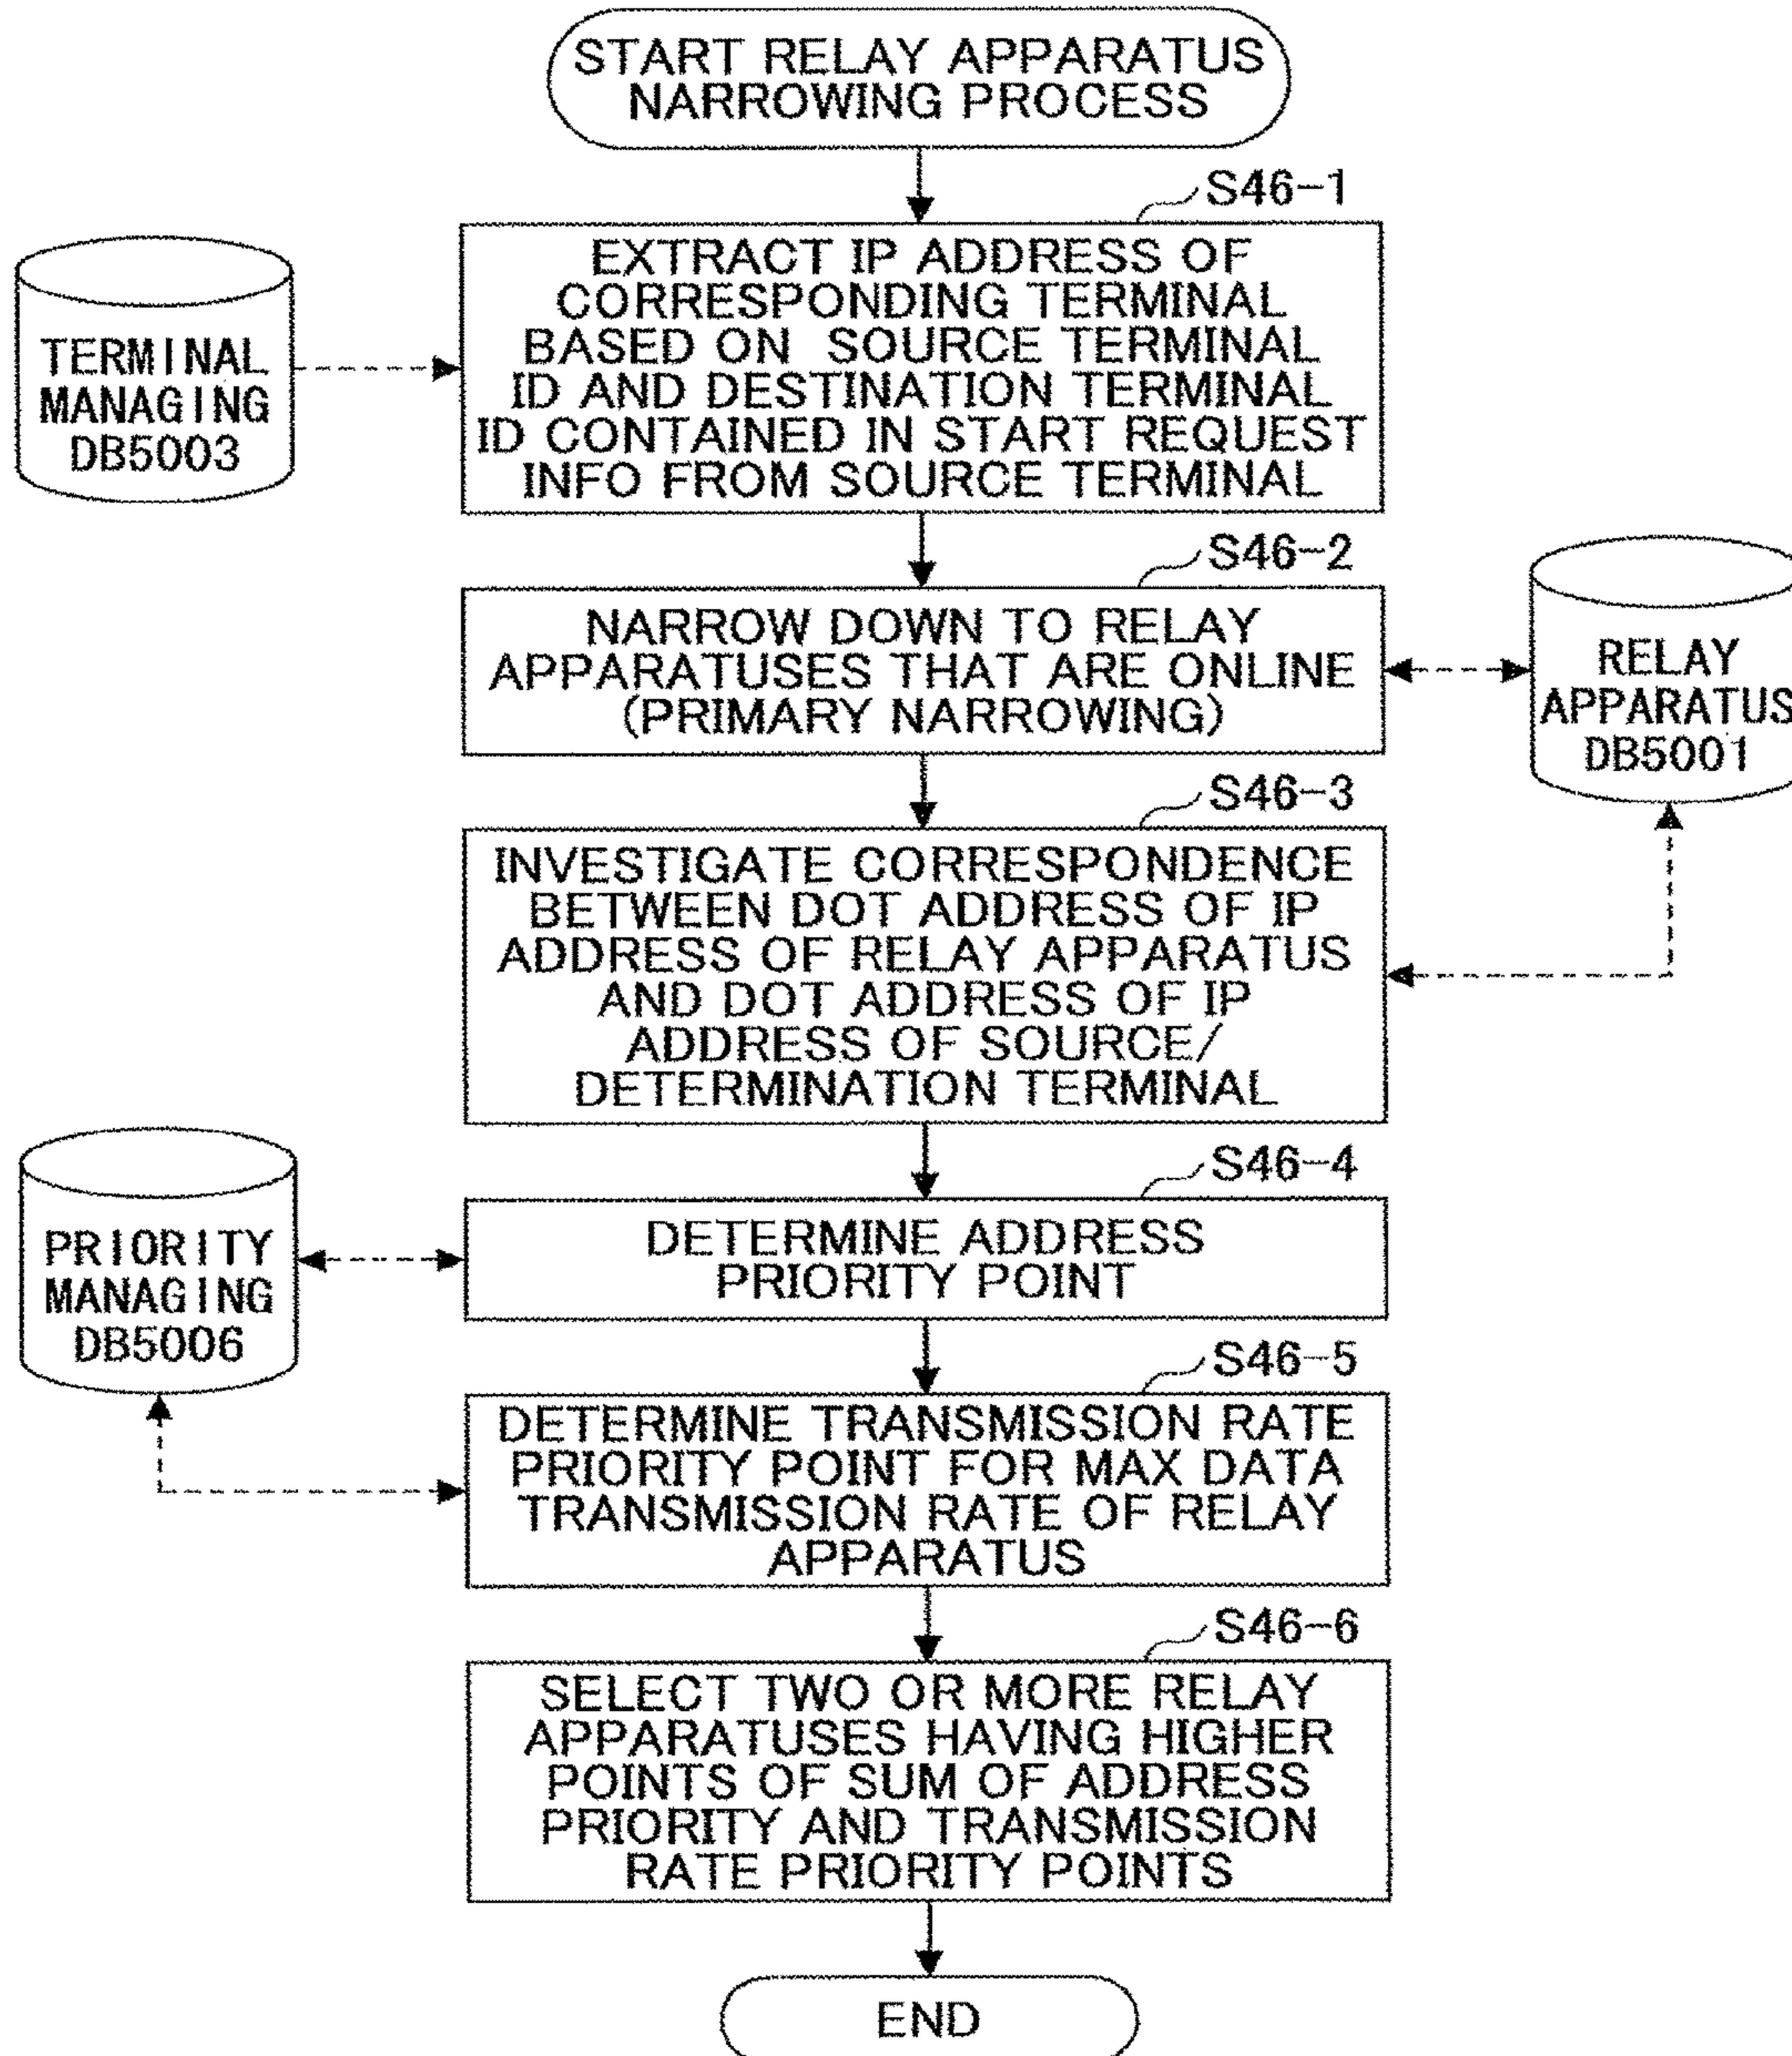 START RELAY APPARATUS
NARROWING PROCESS
S46-1
EXTRACT IP ADDRESS OF
CORRESPONDING TERMINAL
BASED ON SOURCE TERMINAL
ID AND DESTINATION TERMINAL
ID CONTAINED IN START REQUEST
INFO FROM SOURCE TERMINAL
TERMINAL
MANAGING
DB5003
S46-2
NARROW DOWN TO RELAY
APPARATUSES THAT ARE ONLINE
(PRIMARY NARROWING)
RELAY
APPARATUS
DB5001
S46-3
INVESTIGATE CORRESPONDENCE
BETWEEN DOT ADDRESS OF IP
ADDRESS OF RELAY APPARATUS
AND DOT ADDRESS OF IP
ADDRESS OF SOURCE/
DETERMINATION TERMINAL
S46-4
DETERMINE ADDRESS
PRIORITY POINT
PRIORITY
MANAGING
DB5006
S46-5
DETERMINE TRANSMISSION RATE
PRIORITY POINT FOR MAX DATA
TRANSMISSION RATE OF RELAY
APPARATUS
S46-6
SELECT TWO OR MORE RELAY
APPARATUSES HAVING HIGHER
POINTS OF SUM OF ADDRESS
PRIORITY AND TRANSMISSION
RATE PRIORITY POINTS
END